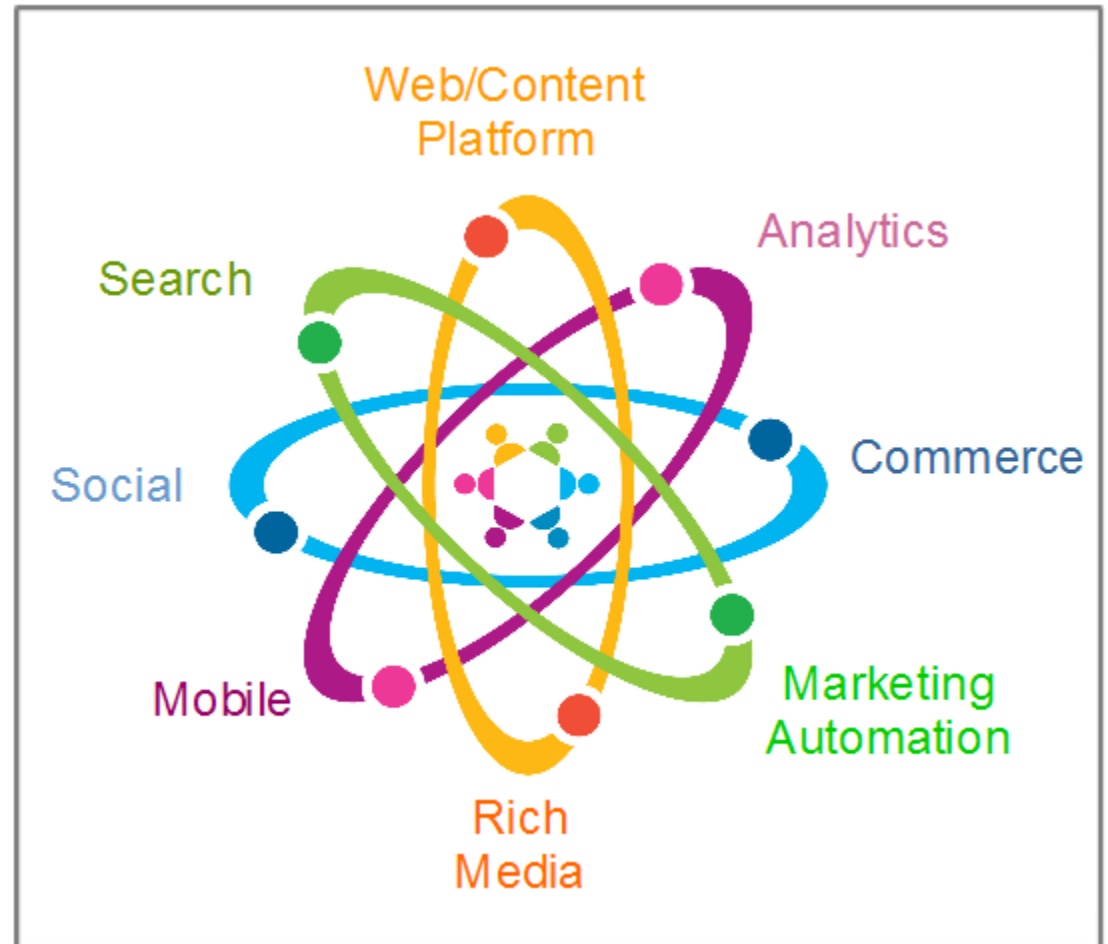 Web/Content
Platform
Analytics
Search
Commerce
Social
Mobile
Marketing
Automation
Rich
Media